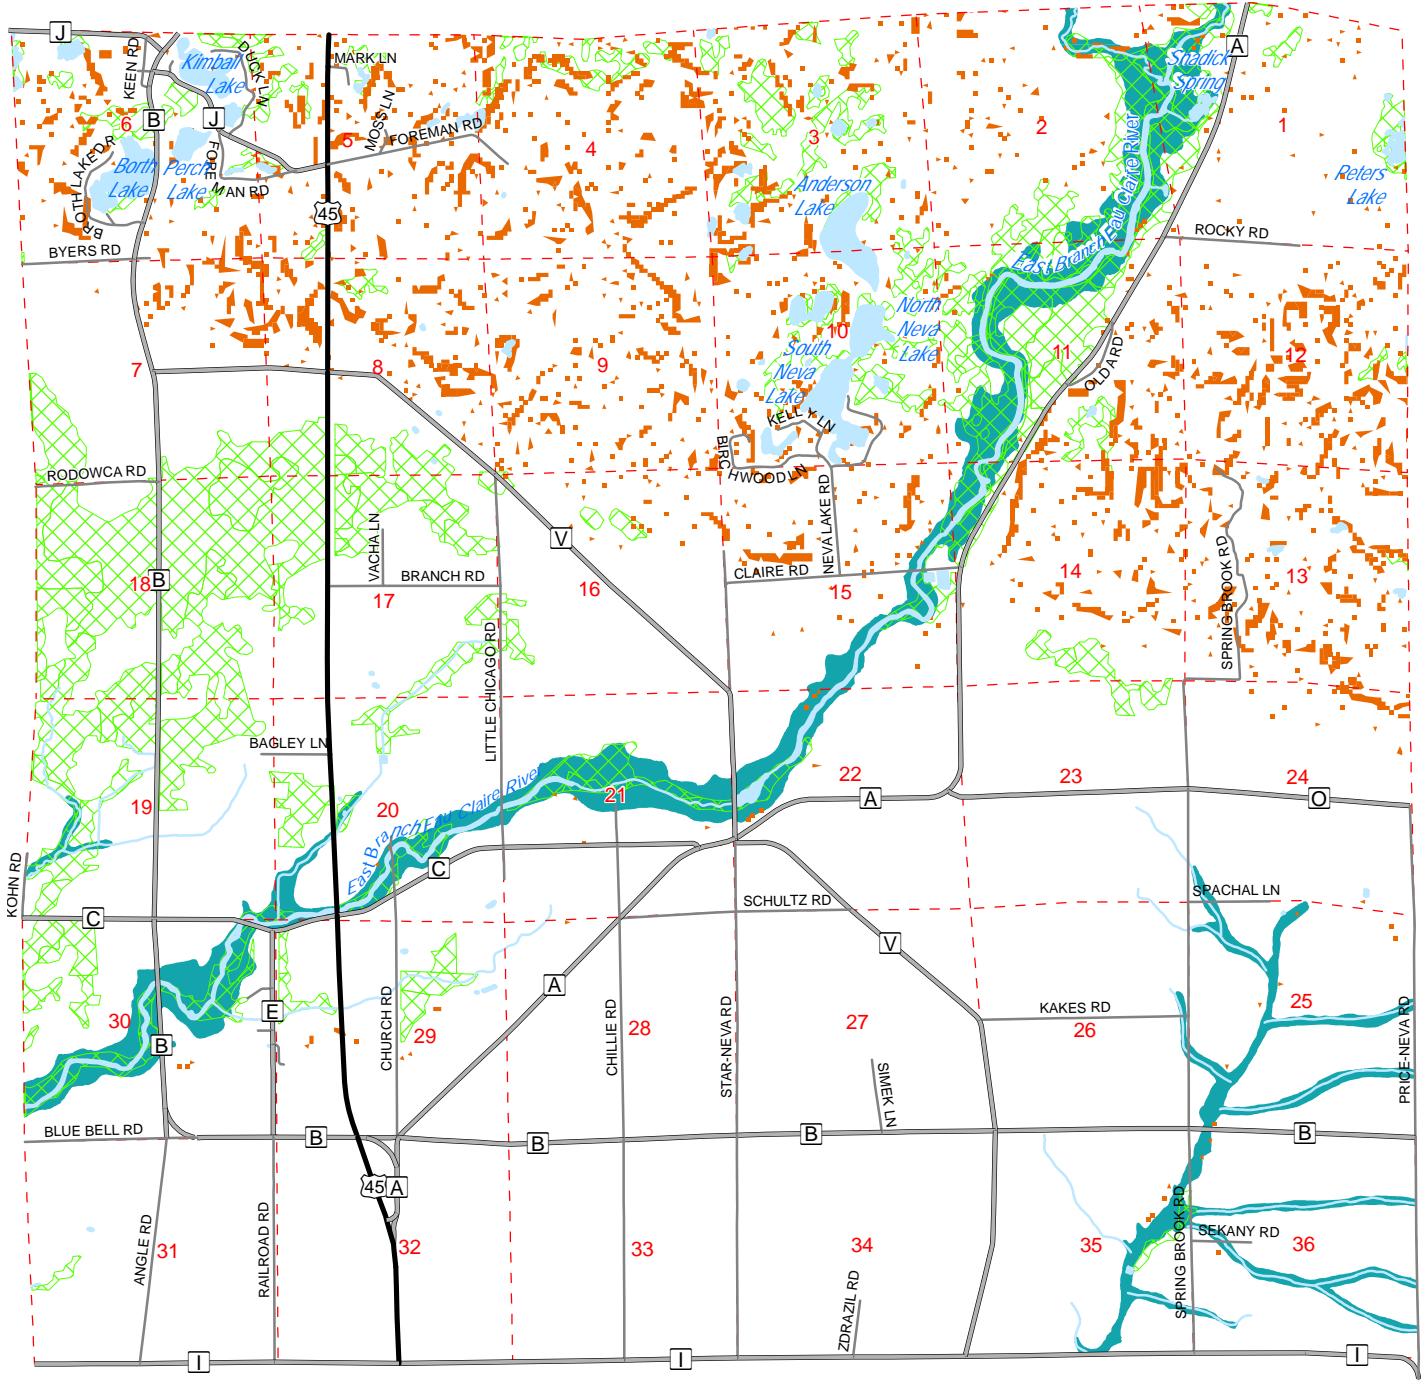 J
KEEN RD
Kimball
Lake
DUCK LN
MARK LN
A
Shadick
Spring
6
B
J
5
MOSS LN
FOREMAN RD
4
3
2
1
BROTH LAKE DR
Borth
Lake
Perch
Lake
FOREMAN RD
45
Anderson
Lake
East Branch Eau Claire River
Peters
Lake
BYERS RD
ROCKY RD
North
Neva
Lake
10
South
Neva
Lake
7
8
9
11
OLD A RD
12
KELLY LN
BIRCHWOOD LN
RODOWCA RD
NEVA LAKE RD
V
VACHA LN
BRANCH RD
CLAIRE RD
SPRING BROOK RD
18
B
17
16
15
14
13
LITTLE CHICAGO RD
BAGLEY LN
19
20
East Branch Eau Claire River
21
22
A
23
24
O
KOHN RD
C
C
SCHULTZ RD
SPACHAL LN
V
A
30
E
B
CHURCH RD
29
CHILLIE RD
28
STAR-NEVA RD
27
KAKES RD
26
25
PRICE-NEVA RD
SIMEK LN
BLUE BELL RD
B
B
B
B
45
A
ANGLE RD
31
RAILROAD RD
32
33
34
35
SPRING BROOK RD
SEKANY RD
36
ZDRAZIL RD
I
I
I